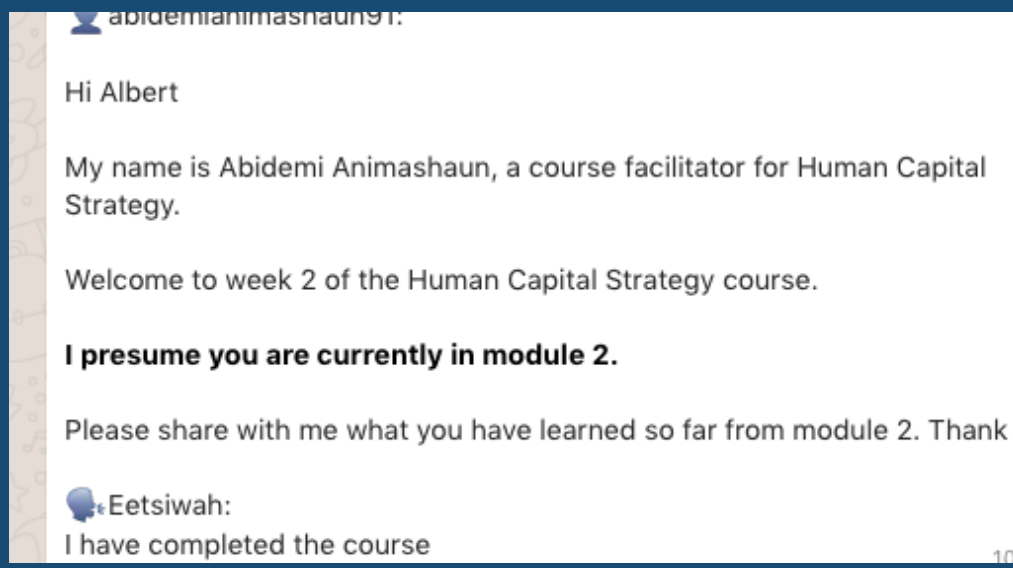 abidemianimashaun91:
Hi Albert
My name is Abidemi Animashaun, a course facilitator for Human Capital
Strategy.
Welcome to week 2 of the Human Capital Strategy course.
I presume you are currently in module 2.
Please share with me what you have learned so far from module 2. Thank
Eetsiwah:
I have completed the course
10